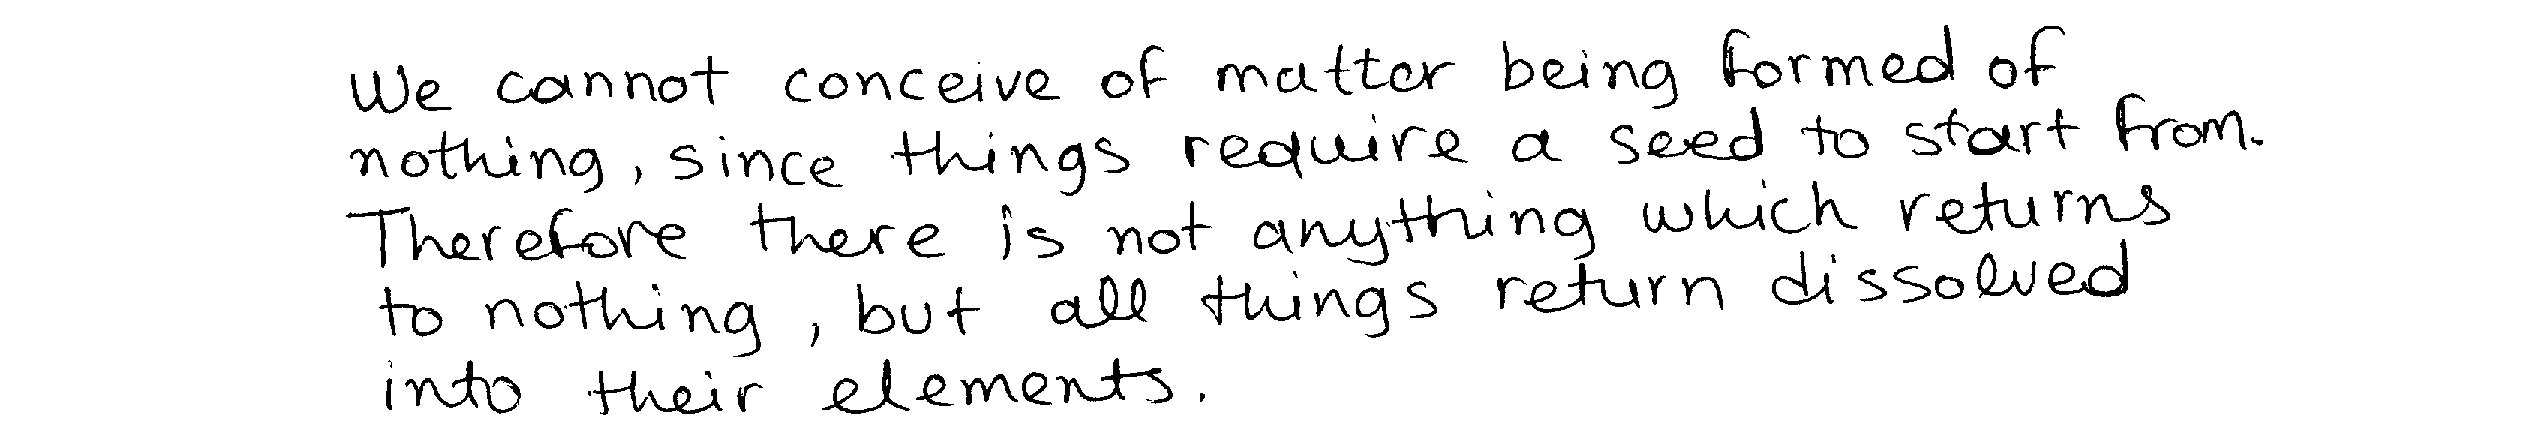 We cannot conceive of matter being formed of
nothing, since things require a seed to start from.
Therefore there is not anything which returns
to nothing, but all things return dissolved
into their elements.